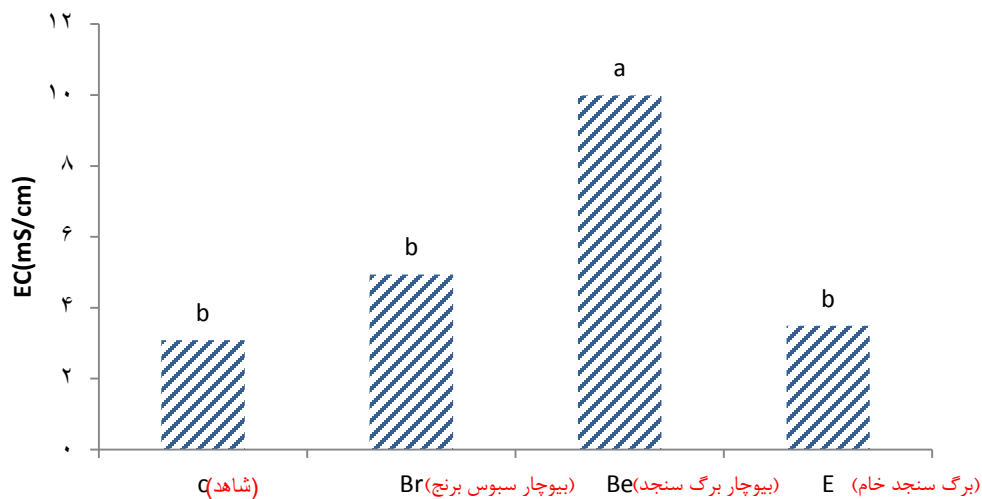 ۱۲
۱۰
۸
۶
۴
۲
۰
EC(mS/cm)
b
b
a
b
c(شاهد)
Br(بیوچار سبوس برنج)
Be(بیوچار برگ سنجد)
E (برگ سنجد خام)